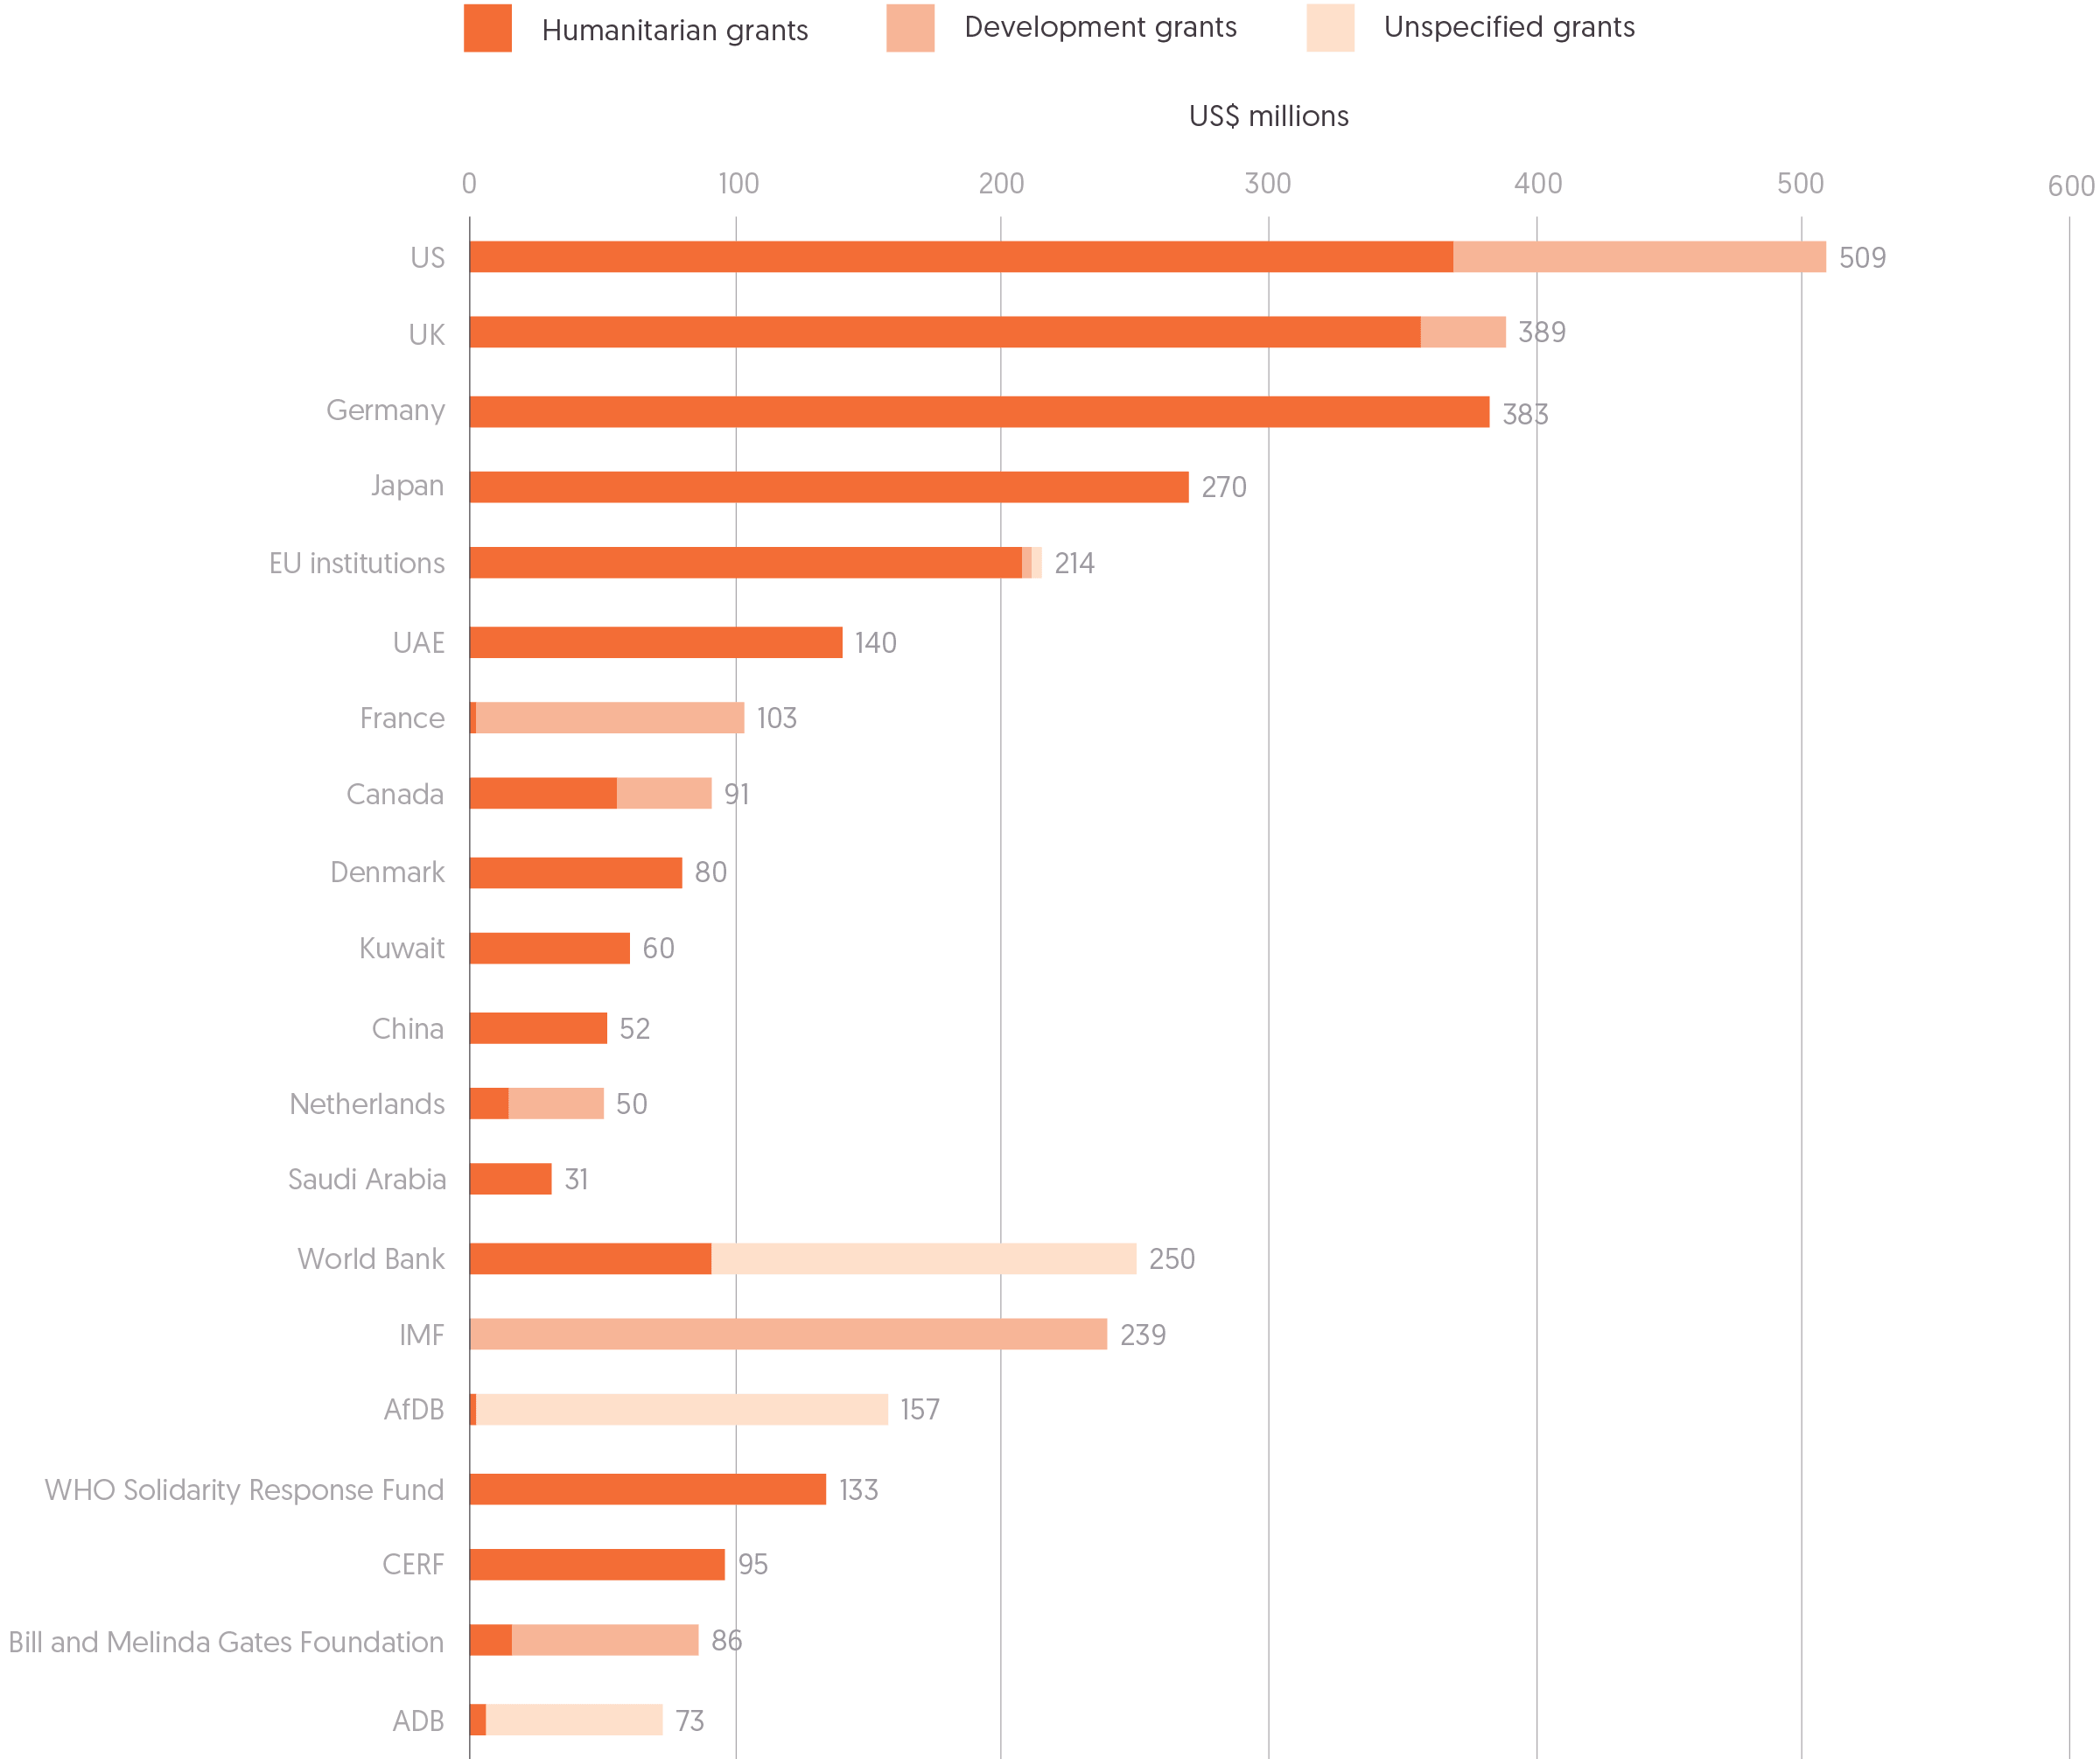 Humanitarian grants Development grants Unspecified grants
US$ millions
0 100 200 300 400 500 600
US 509
UK 389
Germany 383
Japan 270
EU institutions 214
UAE 140
France 103
Canada 91
Denmark 80
Kuwait 60
China 52
Netherlands 50
Saudi Arabia 31
World Bank 250
IMF 239
AfDB 157
WHO Solidarity Response Fund 133
CERF 95
Bill and Melinda Gates Foundation 86
ADB 73